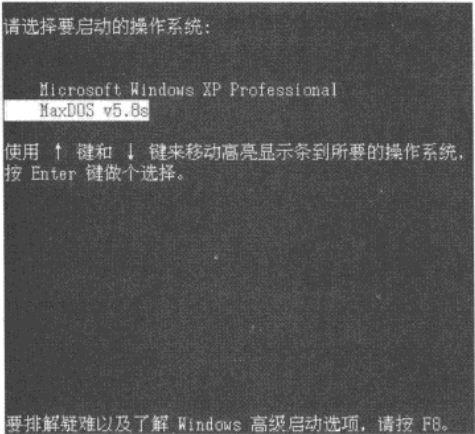 请选择要启动的操作系统:
Microsoft Windows XP Professional
MaxDOS v5.8s
使用 ↑ 键和 ↓ 键来移动高亮显示条到所要的操作系统,
按 Enter 键做个选择。
要排解疑难以及了解 Windows 高级启动选项, 请按 F8。